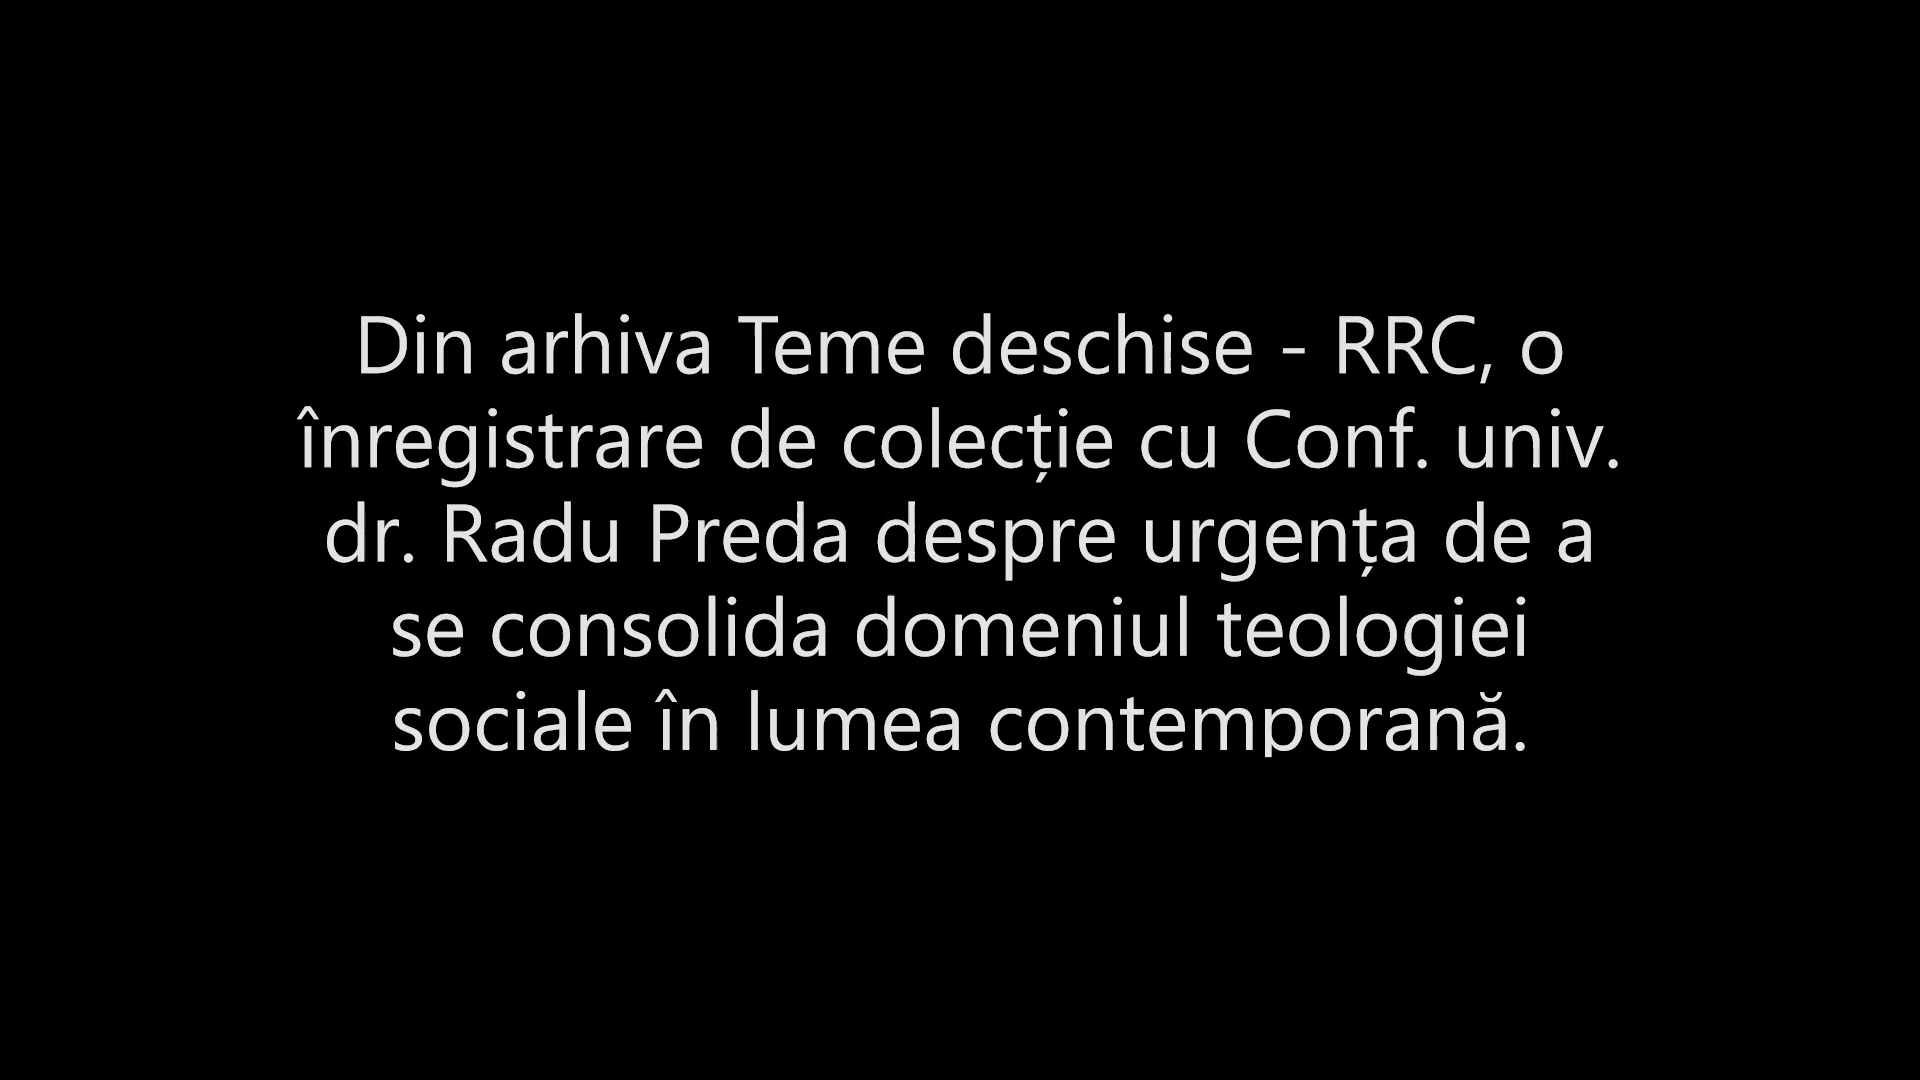 Din arhiva Teme deschise - RRC, o
înregistrare de colecție cu Conf. univ.
dr. Radu Preda despre urgența de a
se consolida domeniul teologiei
sociale în lumea contemporană.